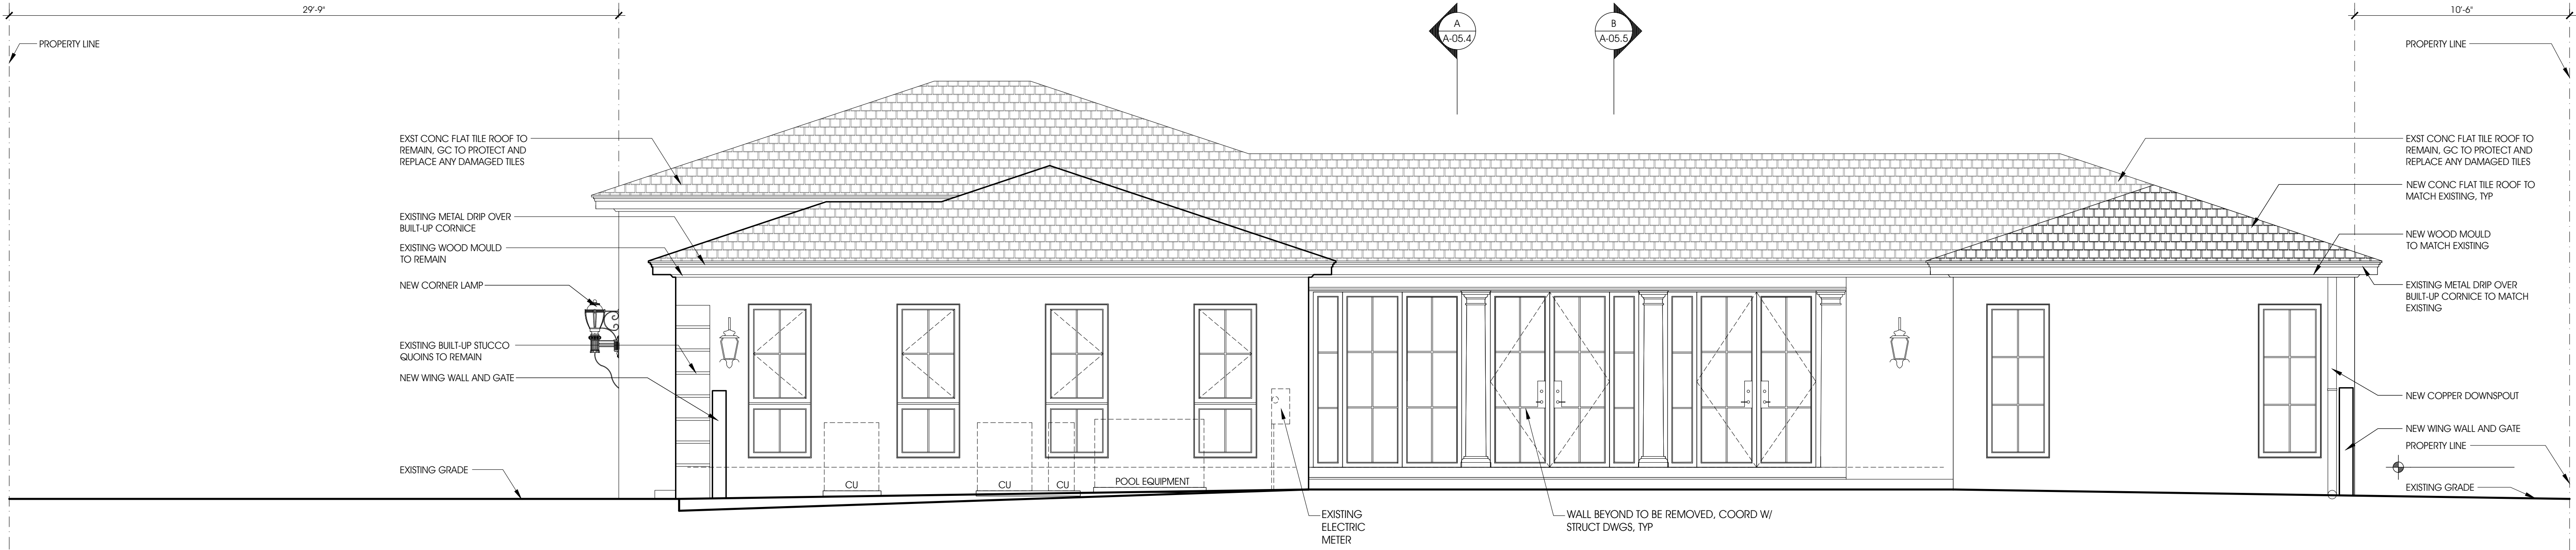 29'-9"
10'-6"
A
A-05.4
B
A-05.5
PROPERTY LINE
PROPERTY LINE
EXST CONC FLAT TILE ROOF TO
REMAIN, GC TO PROTECT AND
REPLACE ANY DAMAGED TILES
EXISTING METAL DRIP OVER
BUILT-UP CORNICE
EXISTING WOOD MOULD
TO REMAIN
NEW CORNER LAMP
EXISTING BUILT-UP STUCCO
QUOINS TO REMAIN
NEW WING WALL AND GATE
EXISTING GRADE
CU
CU
CU
POOL EQUIPMENT
EXISTING
ELECTRIC
METER
WALL BEYOND TO BE REMOVED, COORD W/
STRUCT DWGS, TYP
EXST CONC FLAT TILE ROOF TO
REMAIN, GC TO PROTECT AND
REPLACE ANY DAMAGED TILES
NEW CONC FLAT TILE ROOF TO
MATCH EXISTING, TYP
NEW WOOD MOULD
TO MATCH EXISTING
EXISTING METAL DRIP OVER
BUILT-UP CORNICE TO MATCH
EXISTING
NEW COPPER DOWNSPOUT
NEW WING WALL AND GATE
PROPERTY LINE
EXISTING GRADE